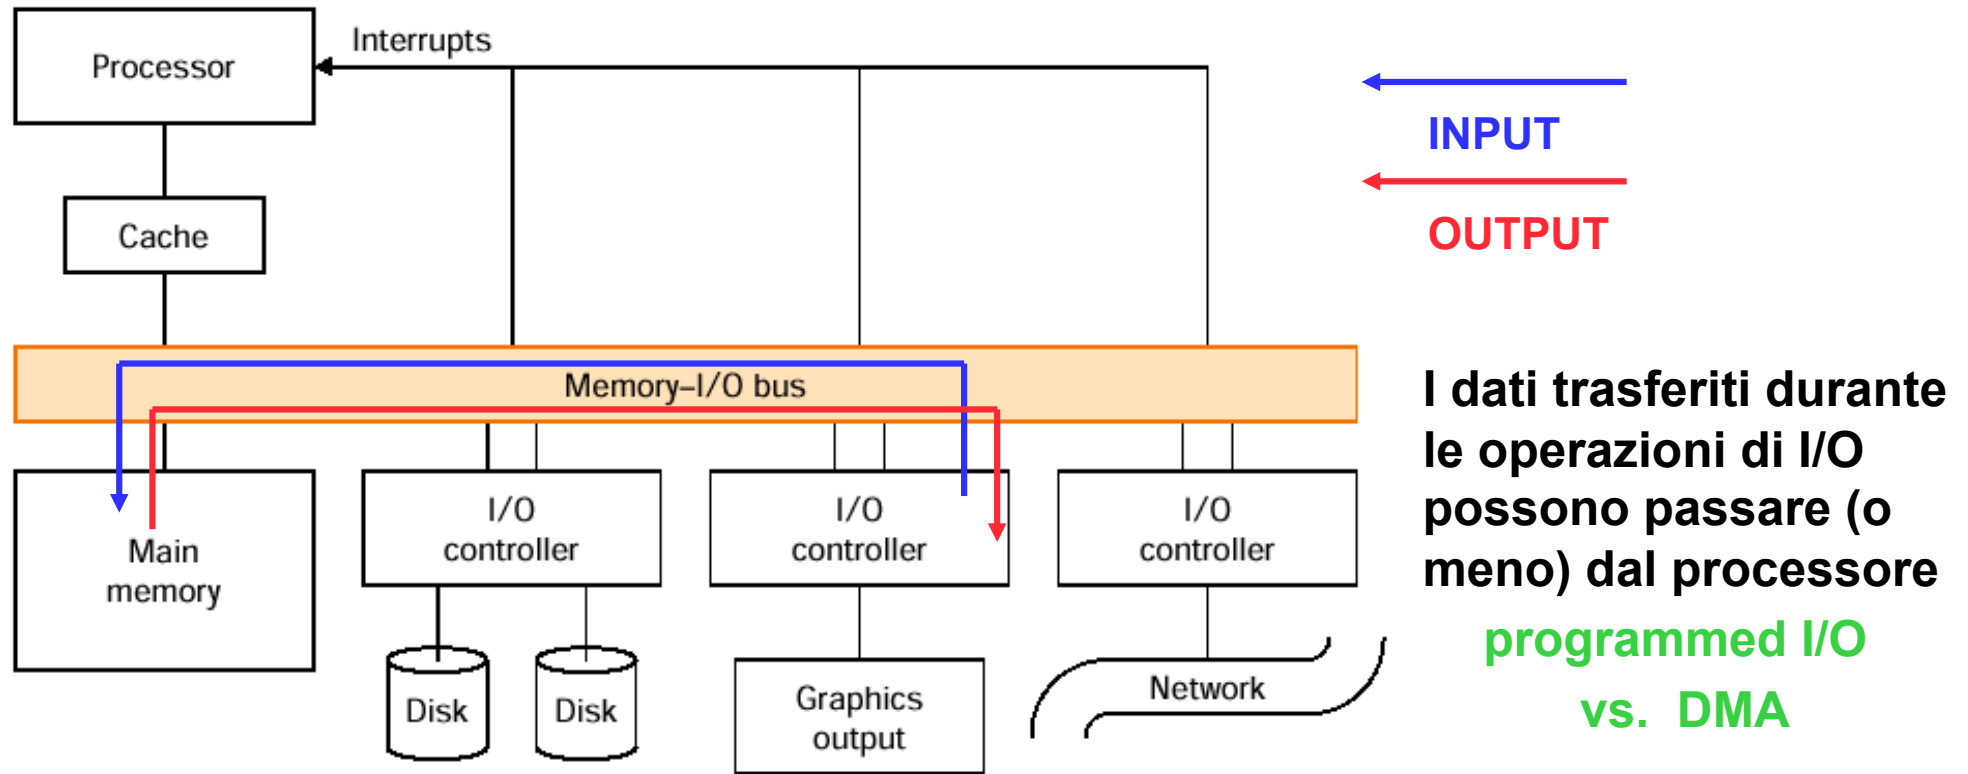 Interrupts
Processor
INPUT
OUTPUT
Cache
Memory–I/O bus
I dati trasferiti durante
le operazioni di I/O
possono passare (o
meno) dal processore
programmed I/O
vs. DMA
Main
memory
I/O
controller
I/O
controller
I/O
controller
Disk
Disk
Graphics
output
Network